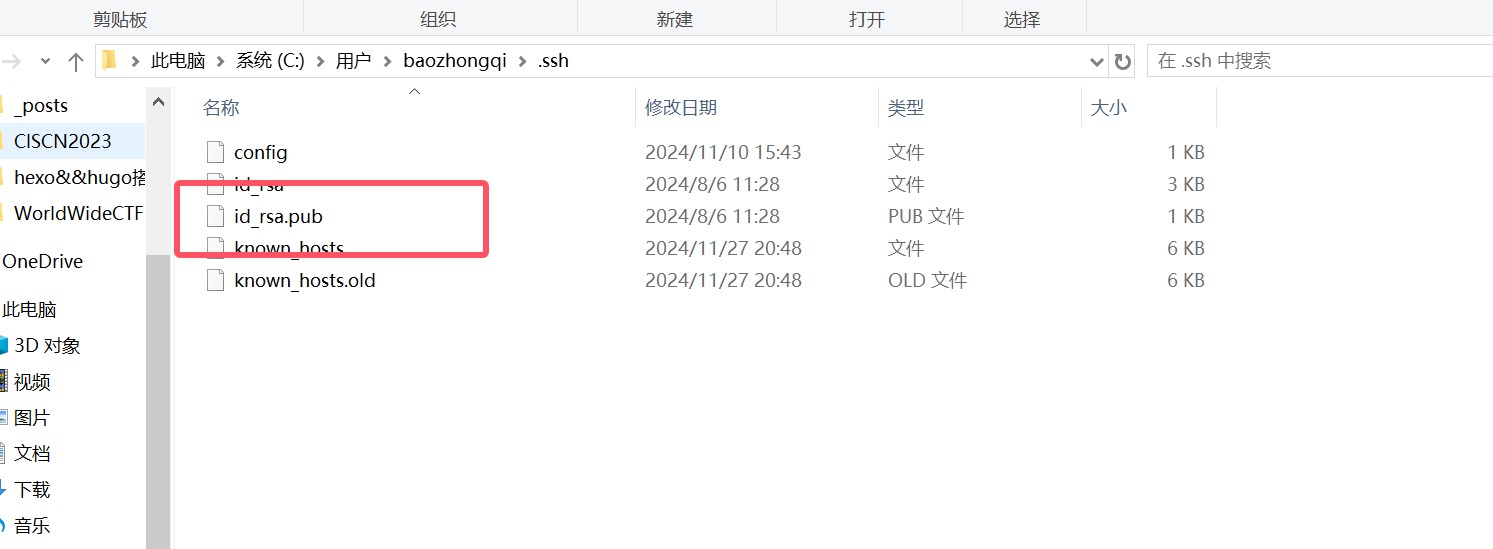 剪贴板 组织 新建 打开 选择
此电脑 系统 (C:) 用户 baozhongqi .ssh 在 .ssh 中搜索
_posts
CISCN2023
hexo&&hugo搭
WorldWideCTF
OneDrive
此电脑
3D 对象
视频
图片
文档
下载
音乐
名称 修改日期 类型 大小
config 2024/11/10 15:43 文件 1 KB
id_rsa 2024/8/6 11:28 文件 3 KB
id_rsa.pub 2024/8/6 11:28 PUB 文件 1 KB
known_hosts 2024/11/27 20:48 文件 6 KB
known_hosts.old 2024/11/27 20:48 OLD 文件 6 KB